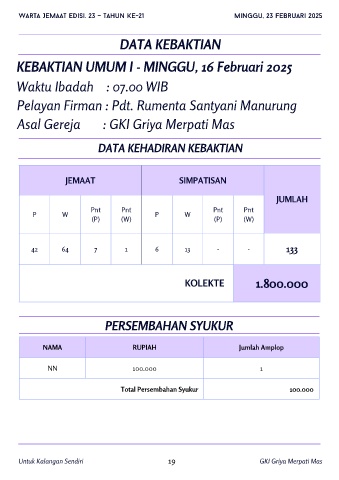 WARTA JEMAAT EDISI. 23 – TAHUN KE-21 MINGGU, 23 FEBRUARI 2025
DATA KEBAKTIAN
KEBAKTIAN UMUM I - MINGGU, 16 Februari 2025
Waktu Ibadah : 07.00 WIB
Pelayan Firman : Pdt. Rumenta Santyani Manurung
Asal Gereja : GKI Griya Merpati Mas
DATA KEHADIRAN KEBAKTIAN
JEMAAT SIMPATISAN JUMLAH
P W Pnt (P) Pnt (W) P W Pnt (P) Pnt (W)
42 64 7 1 6 13 - - 133
KOLEKTE 1.800.000
PERSEMBAHAN SYUKUR
NAMA RUPIAH Jumlah Amplop
NN 100.000 1
Total Persembahan Syukur 100.000
Untuk Kalangan Sendiri 19 GKI Griya Merpati Mas